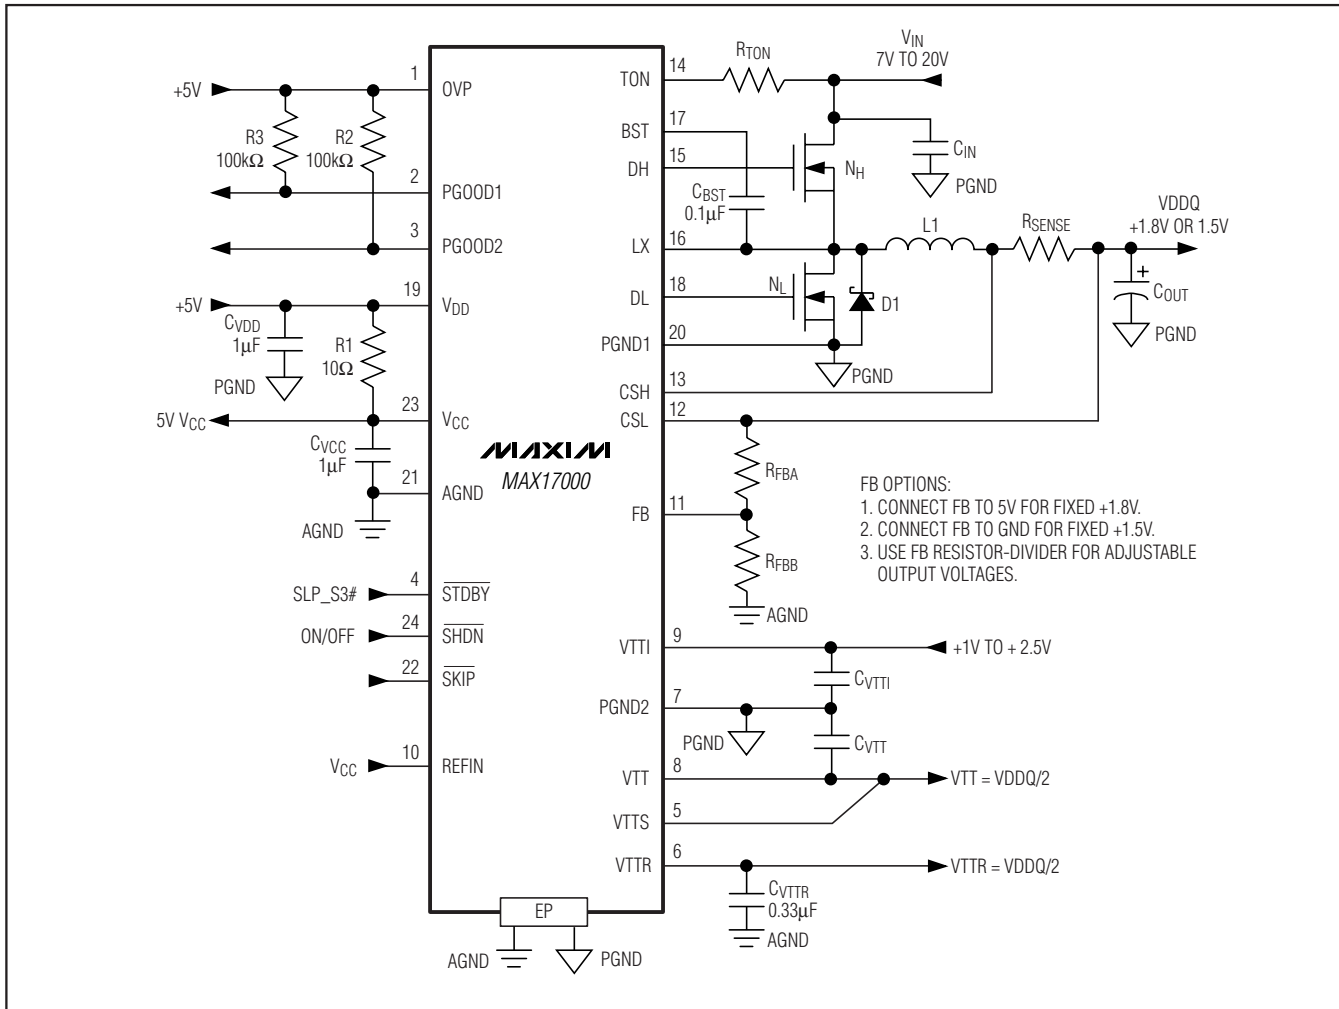 +5V
1
OVP
R3
100kΩ
R2
100kΩ
2
PGOOD1
3
PGOOD2
+5V
19
VDD
CVDD
1µF
PGND
R1
10Ω
5V VCC
23
VCC
CVCC
1µF
21
AGND
AGND
SLP_S3#
4
STDBY
ON/OFF
24
SHDN
22
SKIP
VCC
10
REFIN
MAXIM
MAX17000
EP
AGND
PGND
TON
14
RTON
VIN
7V TO 20V
BST
17
DH
15
NH
CIN
PGND
CBST
0.1µF
LX
16
L1
RSENSE
VDDQ
+1.8V OR 1.5V
+
COUT
PGND
DL
18
NL
D1
PGND1
20
PGND
CSH
13
CSL
12
RFBA
FB
11
RFBB
AGND
FB OPTIONS:
1. CONNECT FB TO 5V FOR FIXED +1.8V.
2. CONNECT FB TO GND FOR FIXED +1.5V.
3. USE FB RESISTOR-DIVIDER FOR ADJUSTABLE
OUTPUT VOLTAGES.
VTTI
9
+1V TO + 2.5V
CVTTI
PGND2
7
PGND
CVTT
VTT
8
VTT = VDDQ/2
VTTS
5
VTTR
6
VTTR = VDDQ/2
CVTTR
0.33µF
AGND